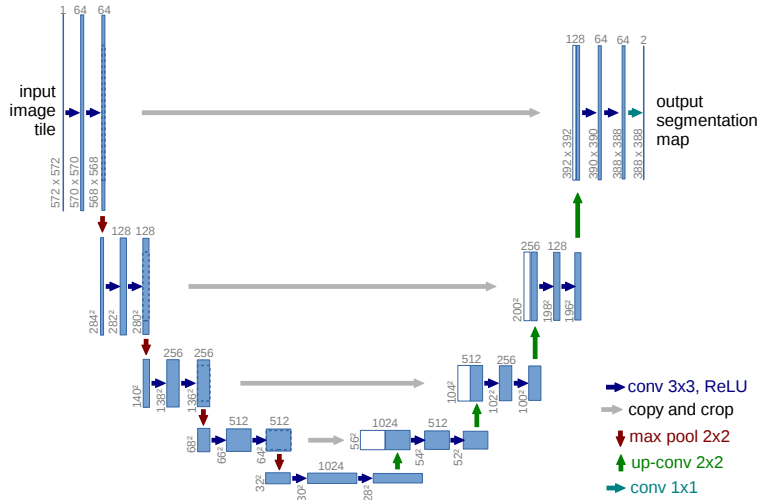 1
64
64
128
64
64
2
input
image
tile
output
segmentation
map
572 x 572
570 x 570
568 x 568
392 x 392
390 x 390
388 x 388
388 x 388
128
128
256
128
284²
282²
280²
200²
198²
196²
256
256
512
256
140²
138²
136²
104²
102²
100²
512
512
1024
512
68²
66²
64²
56²
54²
52²
1024
32²
30²
28²
conv 3x3, ReLU
copy and crop
max pool 2x2
up-conv 2x2
conv 1x1